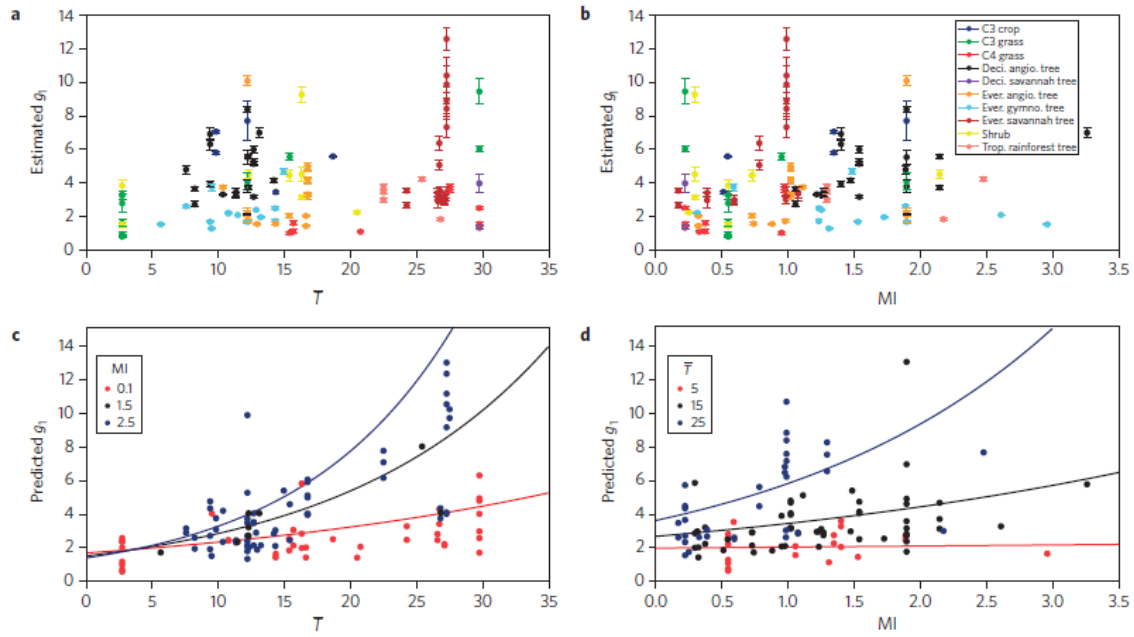 a
14
12
10
8
6
4
2
0
Estimated g1
0 5 10 15 20 25 30 35
T̅
b
14
12
10
8
6
4
2
0
Estimated g1
C3 crop
C3 grass
C4 grass
Deci. angio. tree
Deci. savannah tree
Ever. angio. tree
Ever. gymno. tree
Ever. savannah tree
Shrub
Trop. rainforest tree
0.0 0.5 1.0 1.5 2.0 2.5 3.0 3.5
MI
c
14
12
10
8
6
4
2
0
Predicted g1
MI
0.1
1.5
2.5
0 5 10 15 20 25 30 35
T̅
d
14
12
10
8
6
4
2
0
Predicted g1
T̅
5
15
25
0.0 0.5 1.0 1.5 2.0 2.5 3.0 3.5
MI